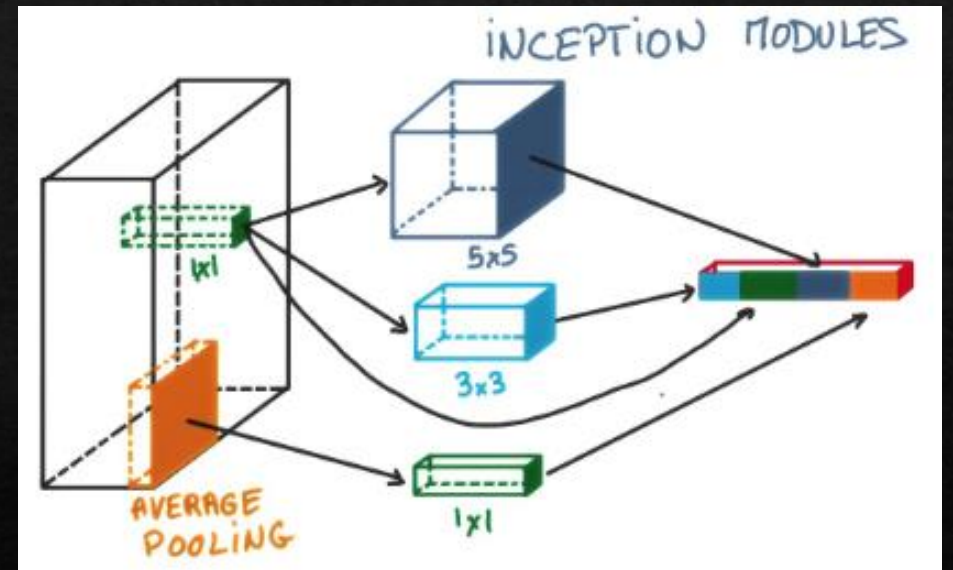 iNCEPTION MODULES
1x1
5x5
3x3
1x1
AVERAGE
POOLiNG